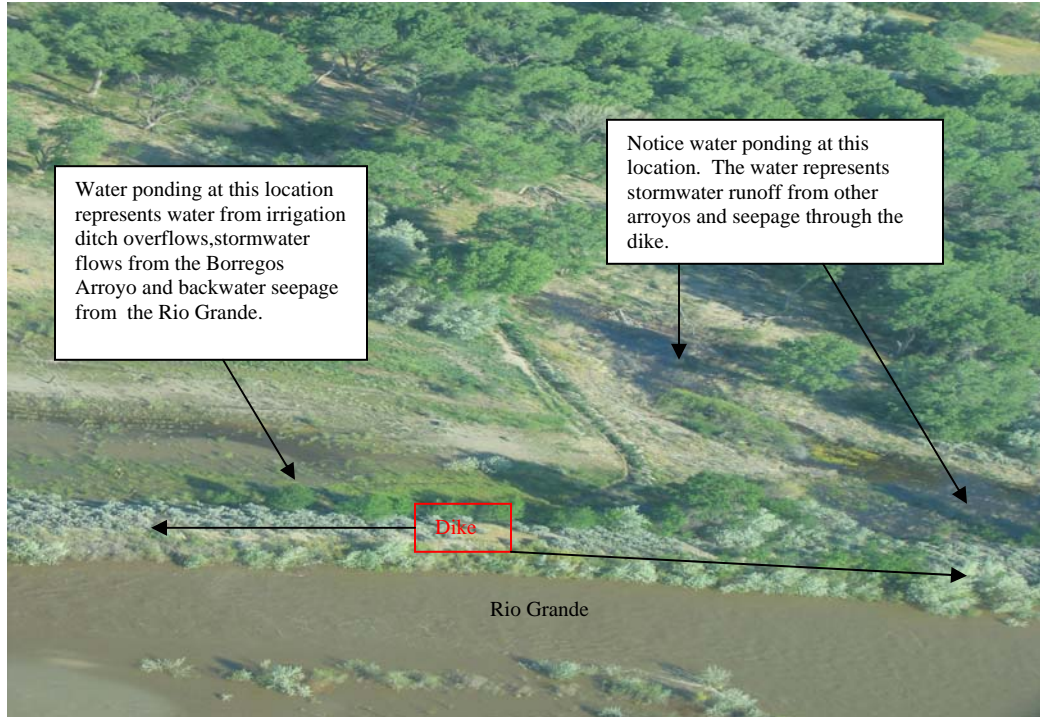 Water ponding at this location
represents water from irrigation
ditch overflows,stormwater
flows from the Borregos
Arroyo and backwater seepage
from the Rio Grande.
Notice water ponding at this
location. The water represents
stormwater runoff from other
arroyos and seepage through the
dike.
Dike
Rio Grande